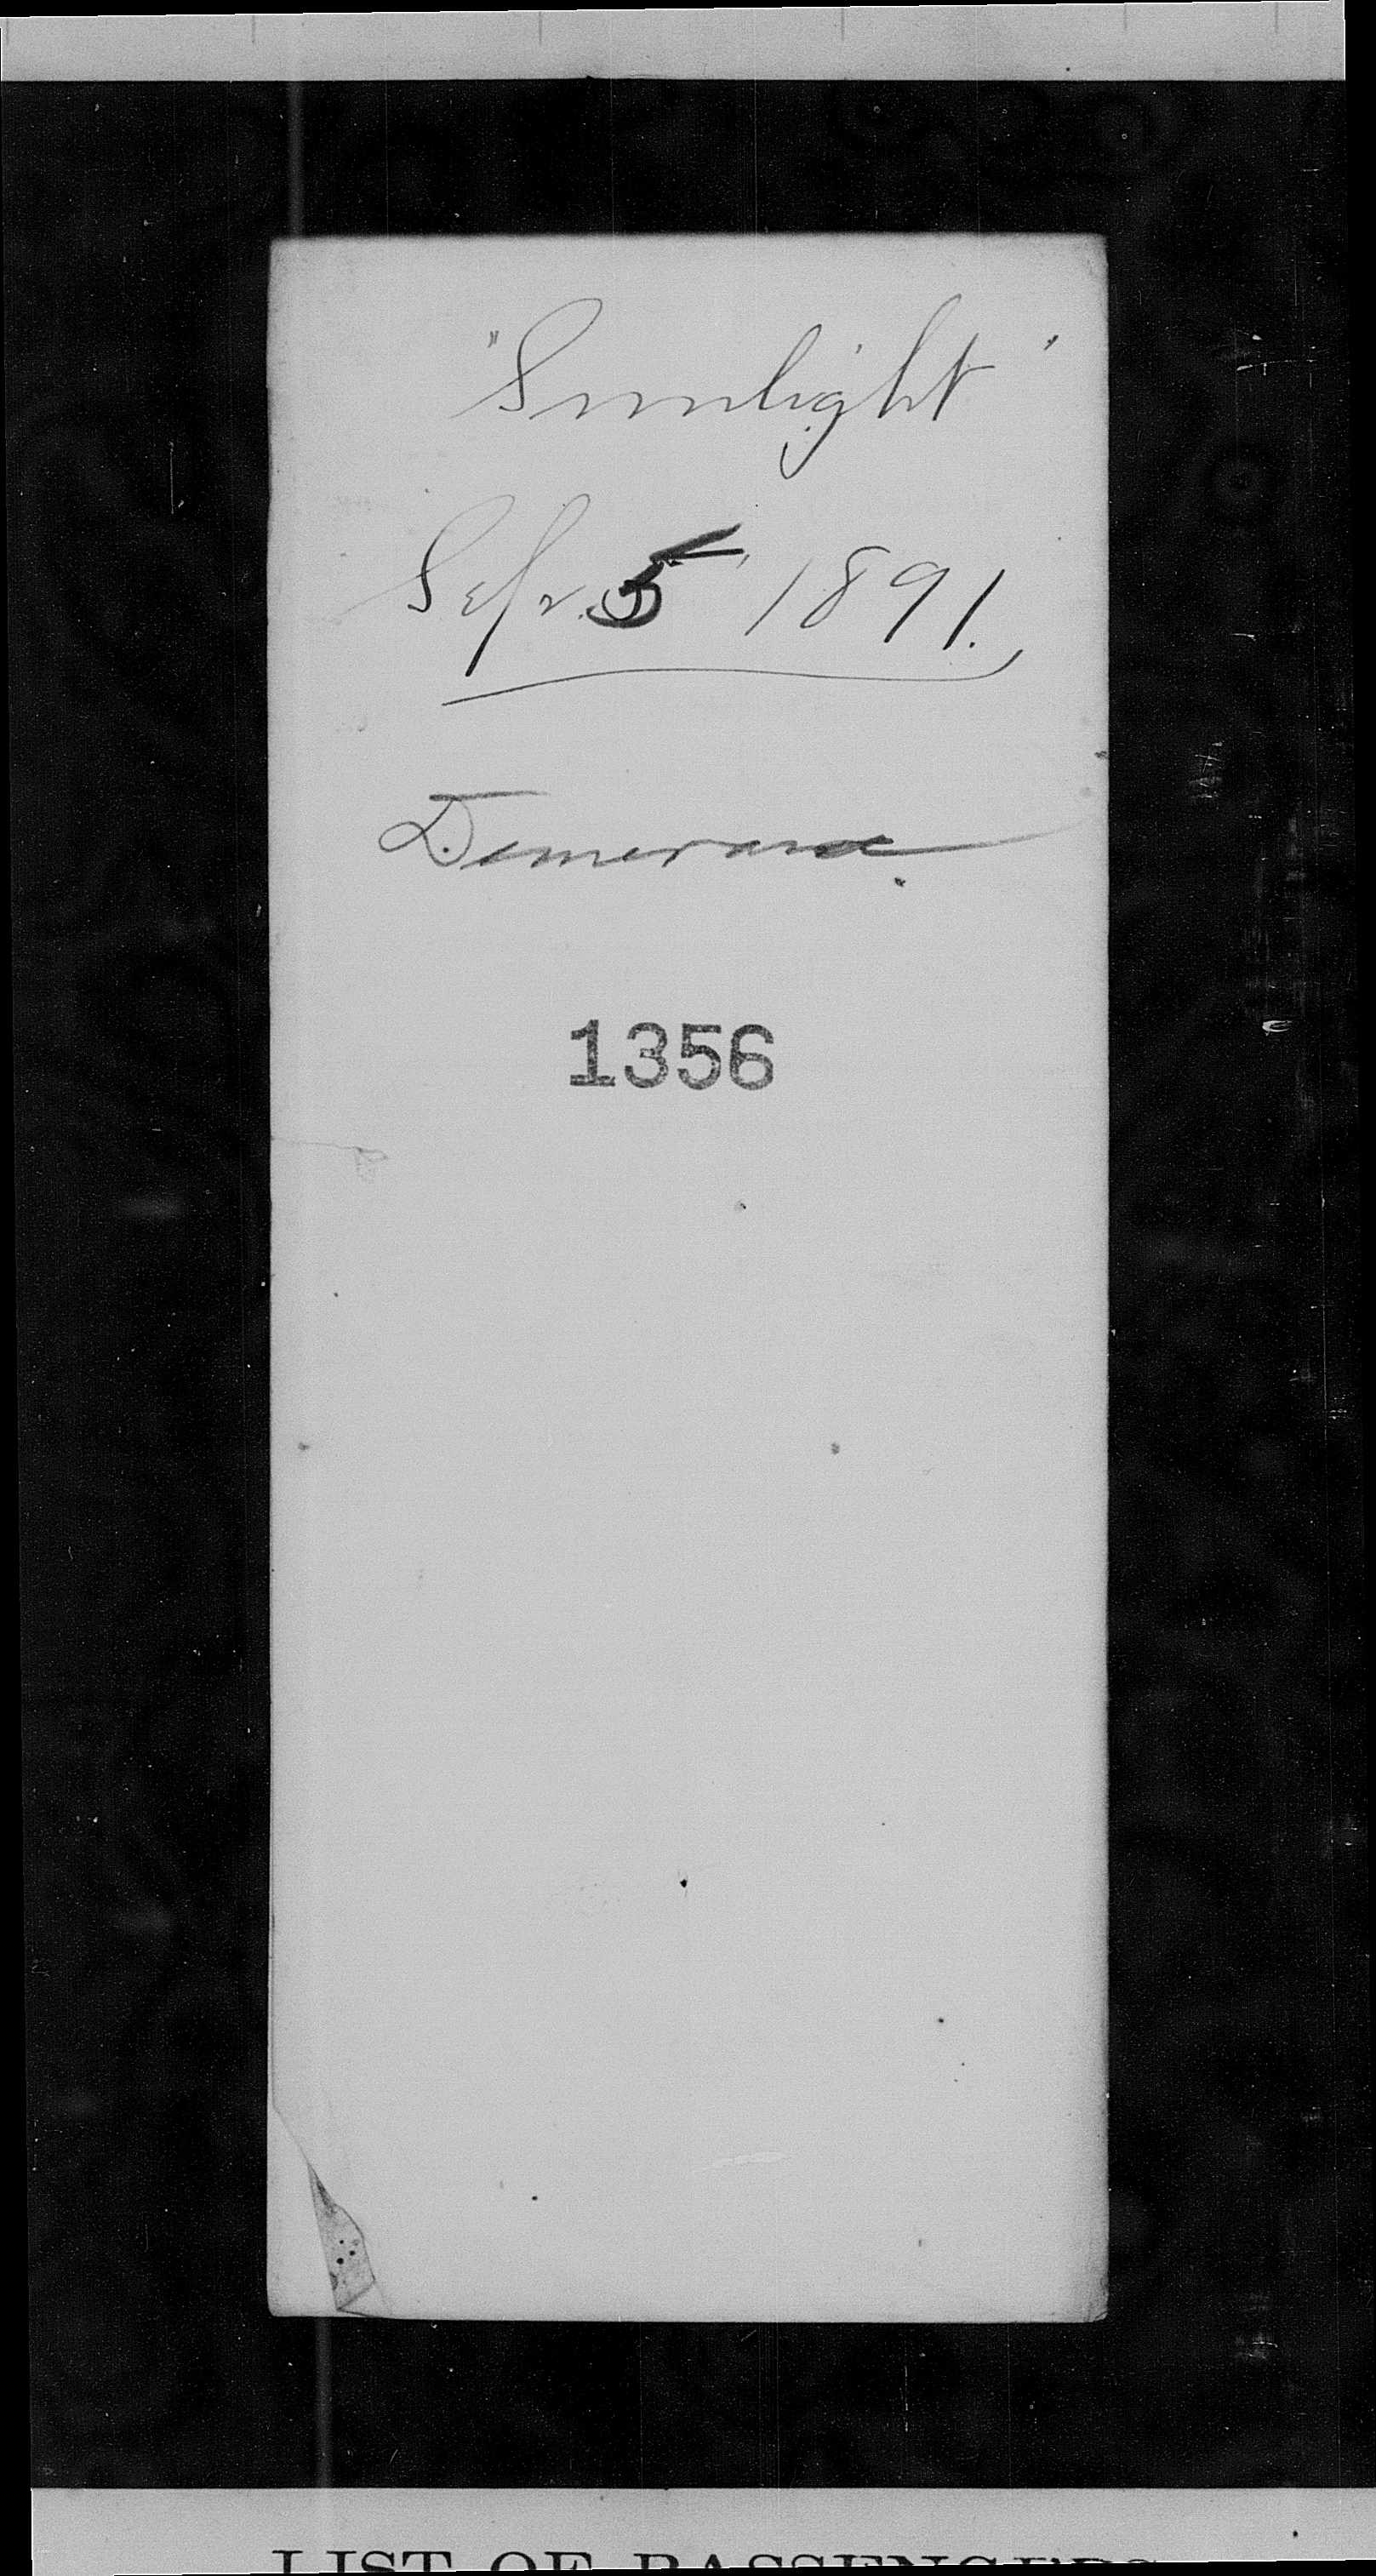 "Sunlight"
Sep. 5 1891.
Demerara
1356
LIST OF PASSENGERS